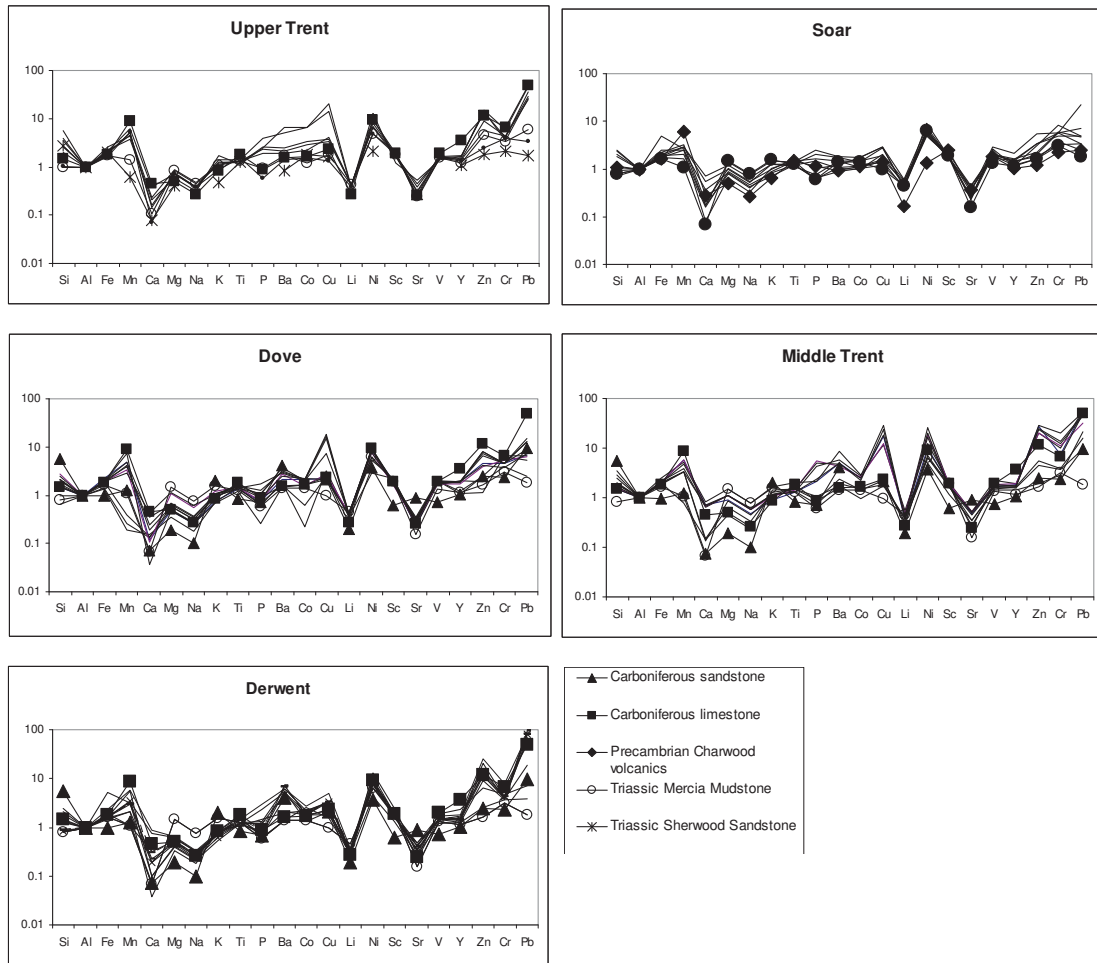 Upper Trent
100
10
1
0.1
0.01
Si Al Fe Mn Ca Mg Na K Ti P Ba Co Cu Li Ni Sc Sr V Y Zn Cr Pb
Soar
100
10
1
0.1
0.01
Si Al Fe Mn Ca Mg Na K Ti P Ba Co Cu Li Ni Sc Sr V Y Zn Cr Pb
Dove
100
10
1
0.1
0.01
Si Al Fe Mn Ca Mg Na K Ti P Ba Co Cu Li Ni Sc Sr V Y Zn Cr Pb
Middle Trent
100
10
1
0.1
0.01
Si Al Fe Mn Ca Mg Na K Ti P Ba Co Cu Li Ni Sc Sr V Y Zn Cr Pb
Derwent
100
10
1
0.1
0.01
Si Al Fe Mn Ca Mg Na K Ti P Ba Co Cu Li Ni Sc Sr V Y Zn Cr Pb
Carboniferous sandstone
Carboniferous limestone
Precambrian Charwood
volcanics
Triassic Mercia Mudstone
Triassic Sherwood Sandstone